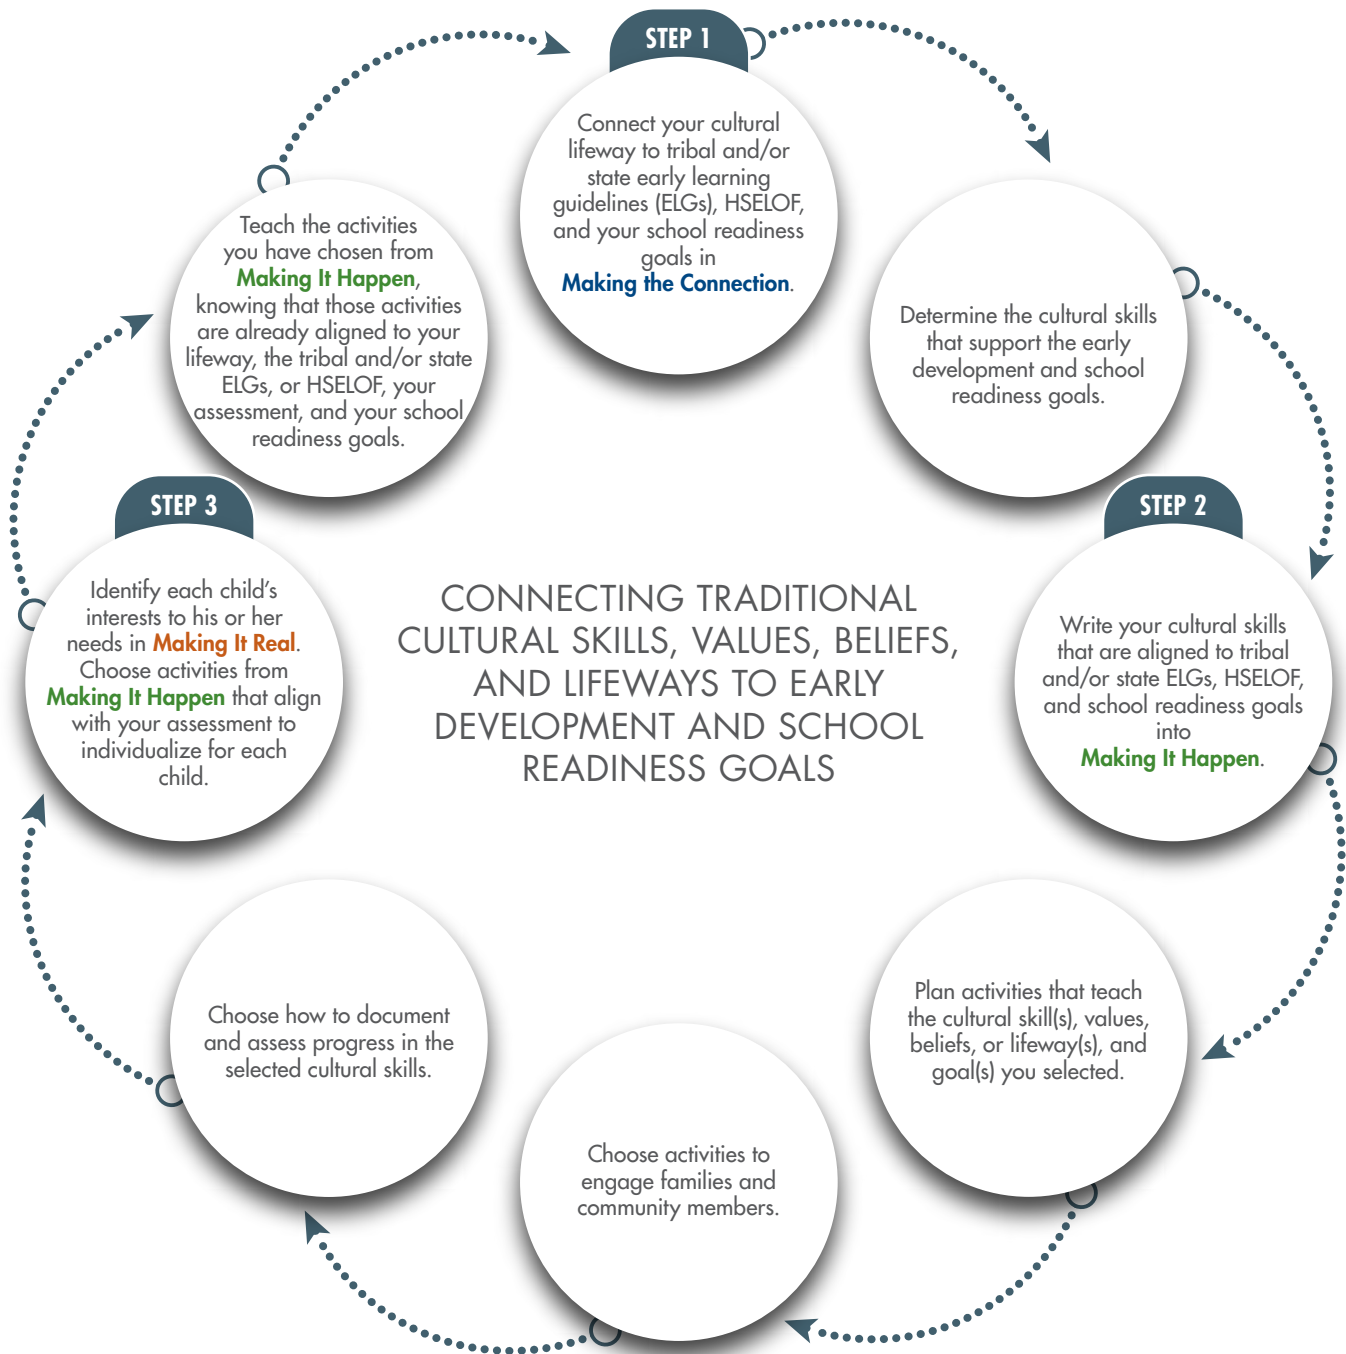 STEP 1
Connect your cultural
lifeway to tribal and/or
state early learning
guidelines (ELGs), HSELOF,
and your school readiness
goals in
Making the Connection.
Determine the cultural skills
that support the early
development and school
readiness goals.
STEP 2
Write your cultural skills
that are aligned to tribal
and/or state ELGs, HSELOF,
and school readiness goals
into
Making It Happen.
Plan activities that teach
the cultural skill(s), values,
beliefs, or lifeway(s), and
goal(s) you selected.
Choose activities to
engage families and
community members.
Choose how to document
and assess progress in the
selected cultural skills.
STEP 3
Identify each child’s
interests to his or her
needs in Making It Real.
Choose activities from
Making It Happen that align
with your assessment to
individualize for each
child.
Teach the activities
you have chosen from
Making It Happen,
knowing that those activities
are already aligned to your
lifeway, the tribal and/or state
ELGs, or HSELOF, your
assessment, and your school
readiness goals.
CONNECTING TRADITIONAL
CULTURAL SKILLS, VALUES, BELIEFS,
AND LIFEWAYS TO EARLY
DEVELOPMENT AND SCHOOL
READINESS GOALS